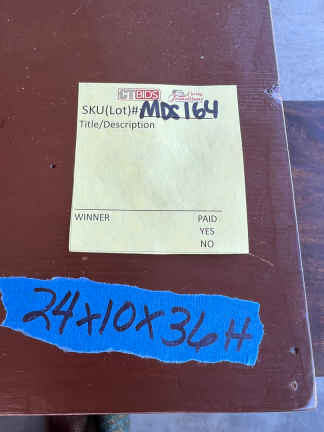 CTBIDS
SKU(Lot)#MDC164
Title/Description
WINNER PAID
YES
NO
24x10x36H